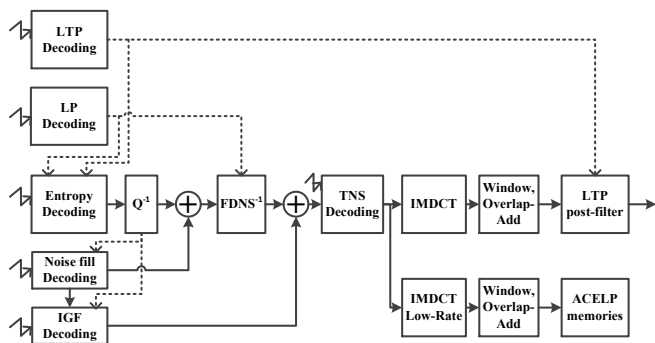 LTP
Decoding
LP
Decoding
Entropy
Decoding
Q-1
FDNS-1
TNS
Decoding
IMDCT
Window,
Overlap-
Add
LTP
post-filter
Noise fill
Decoding
IGF
Decoding
IMDCT
Low-Rate
Window,
Overlap-
Add
ACELP
memories